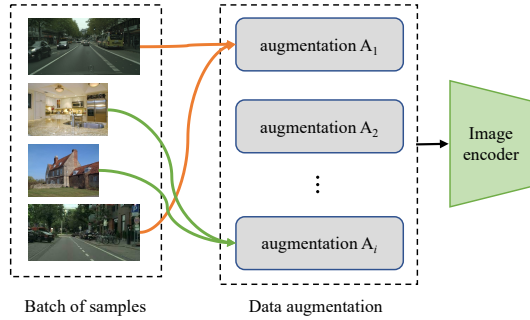 augmentation A1
augmentation A2
⋮
augmentation Ai
Image
encoder
Batch of samples
Data augmentation